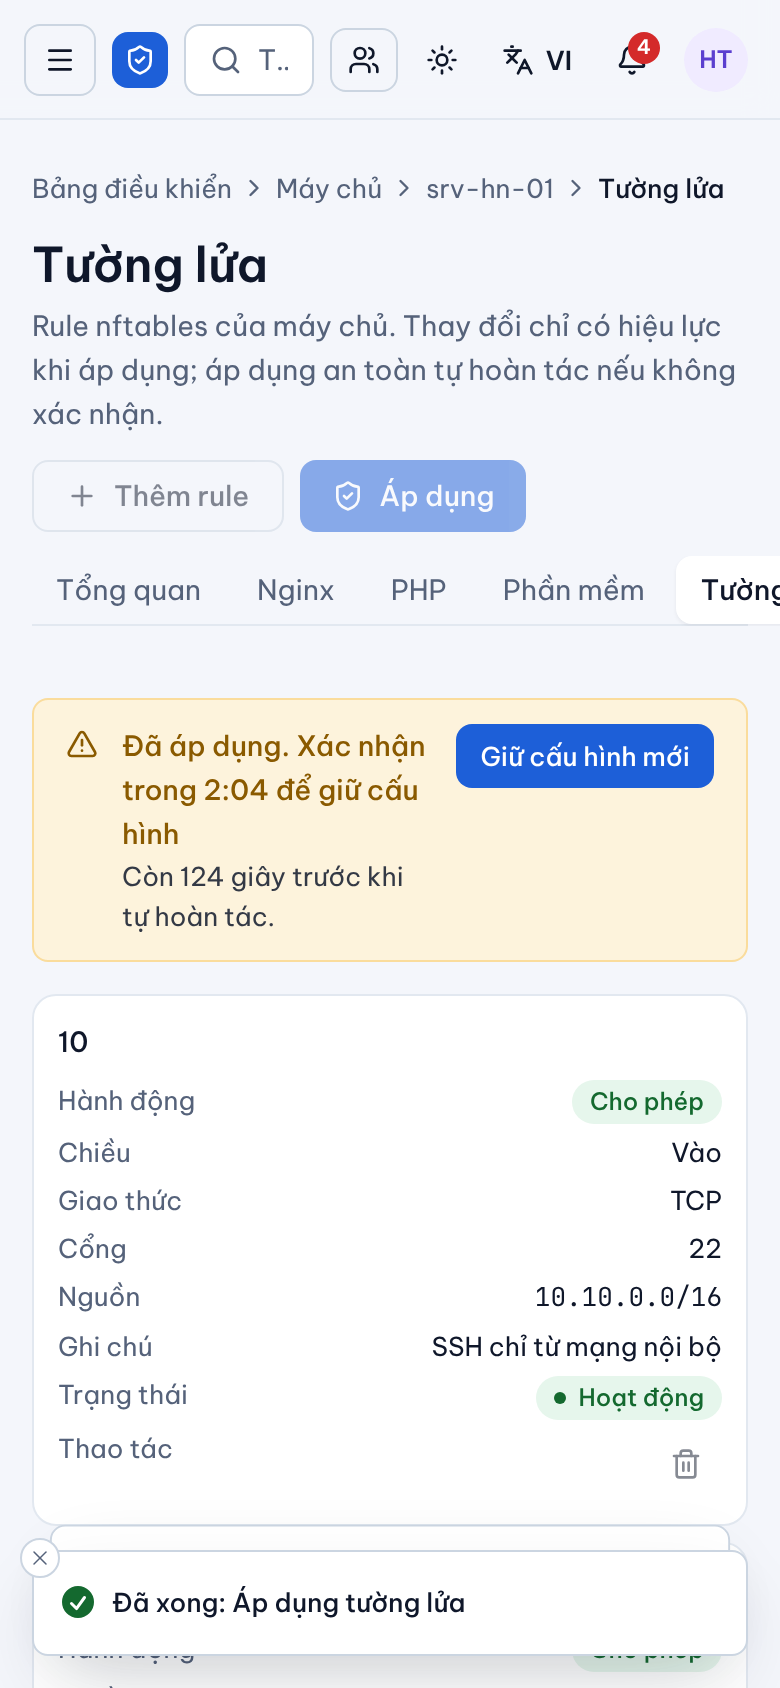 T..
VI
4
HT
Bảng điều khiển > Máy chủ > srv-hn-01 > Tường lửa
Tường lửa
Rule nftables của máy chủ. Thay đổi chỉ có hiệu lực
khi áp dụng; áp dụng an toàn tự hoàn tác nếu không
xác nhận.
Thêm rule
Áp dụng
Tổng quan
Nginx
PHP
Phần mềm
Tường
Đã áp dụng. Xác nhận
trong 2:04 để giữ cấu
hình
Còn 124 giây trước khi
tự hoàn tác.
Giữ cấu hình mới
10
Hành động
Cho phép
Chiều
Vào
Giao thức
TCP
Cổng
22
Nguồn
10.10.0.0/16
Ghi chú
SSH chỉ từ mạng nội bộ
Trạng thái
Hoạt động
Thao tác
Đã xong: Áp dụng tường lửa
Hành động
Cho phép